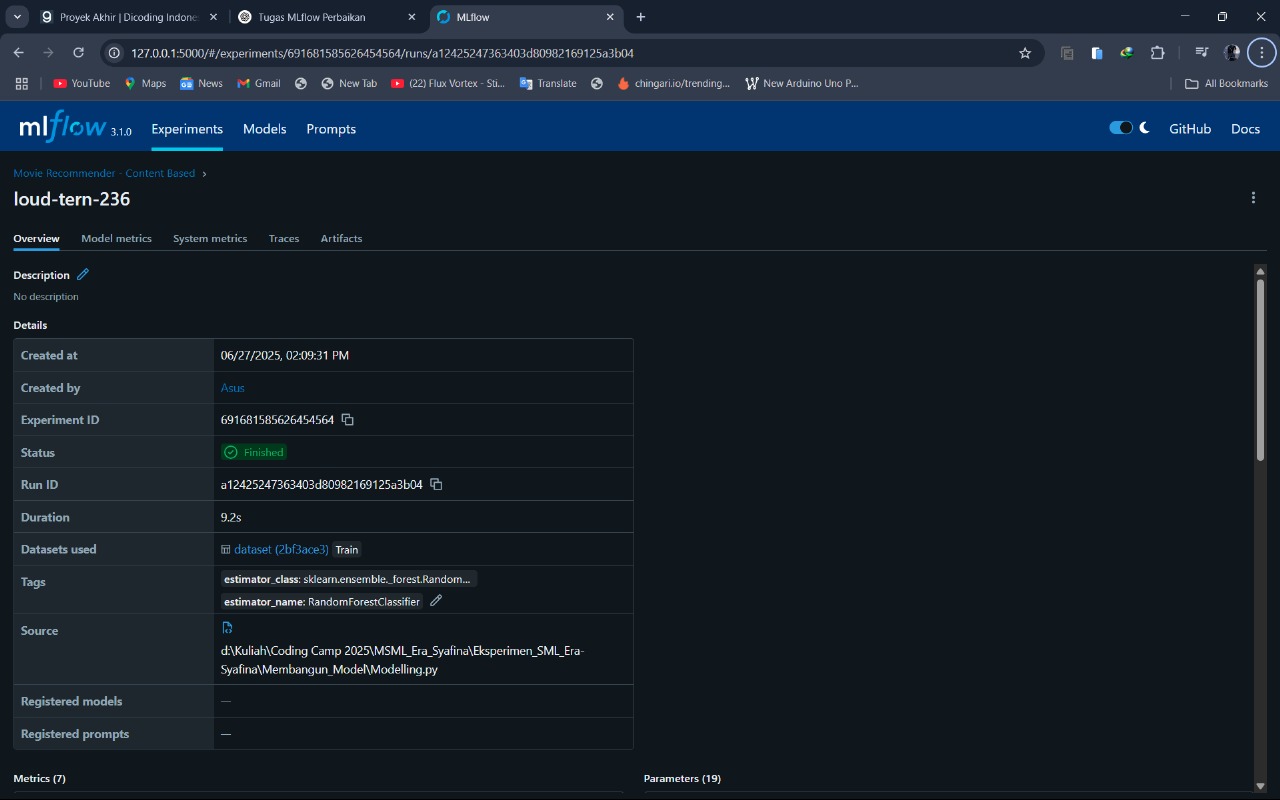 Proyek Akhir | Dicoding Indone
Tugas MLflow Perbaikan
MLflow
127.0.0.1:5000/#/experiments/691681585626454564/runs/a12425247363403d80982169125a3b04
YouTube
Maps
News
Gmail
New Tab
(22) Flux Vortex - Sti...
Translate
chingari.io/trending...
New Arduino Uno P...
All Bookmarks
mlflow 3.1.0
Experiments
Models
Prompts
GitHub
Docs
Movie Recommender - Content Based
loud-tern-236
Overview
Model metrics
System metrics
Traces
Artifacts
Description
No description
Details
Created at 06/27/2025, 02:09:31 PM
Created by Asus
Experiment ID 691681585626454564
Status Finished
Run ID a12425247363403d80982169125a3b04
Duration 9.2s
Datasets used dataset (2bf3ace3) Train
Tags estimator_class: sklearn.ensemble._forest.Random...
estimator_name: RandomForestClassifier
Source
d:\Kuliah\Coding Camp 2025\MSML_Era_Syafina\Eksperimen_SML_Era-
Syafina\Membangun_Model\Modelling.py
Registered models —
Registered prompts —
Metrics (7)
Parameters (19)